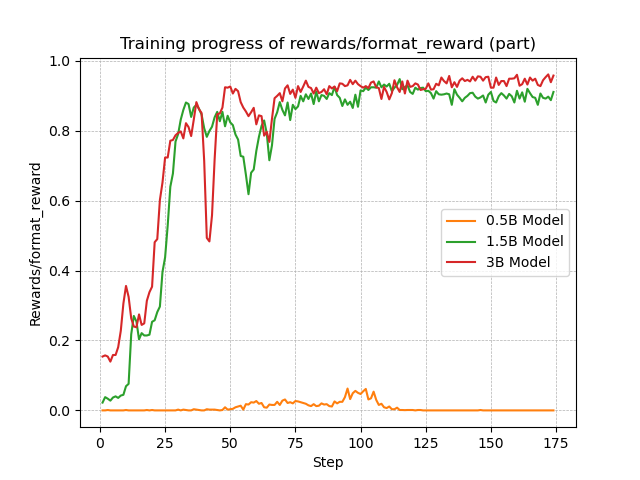 Training progress of rewards/format_reward (part)
Rewards/format_reward
1.0
0.8
0.6
0.4
0.2
0.0
0.5B Model
1.5B Model
3B Model
0 25 50 75 100 125 150 175
Step